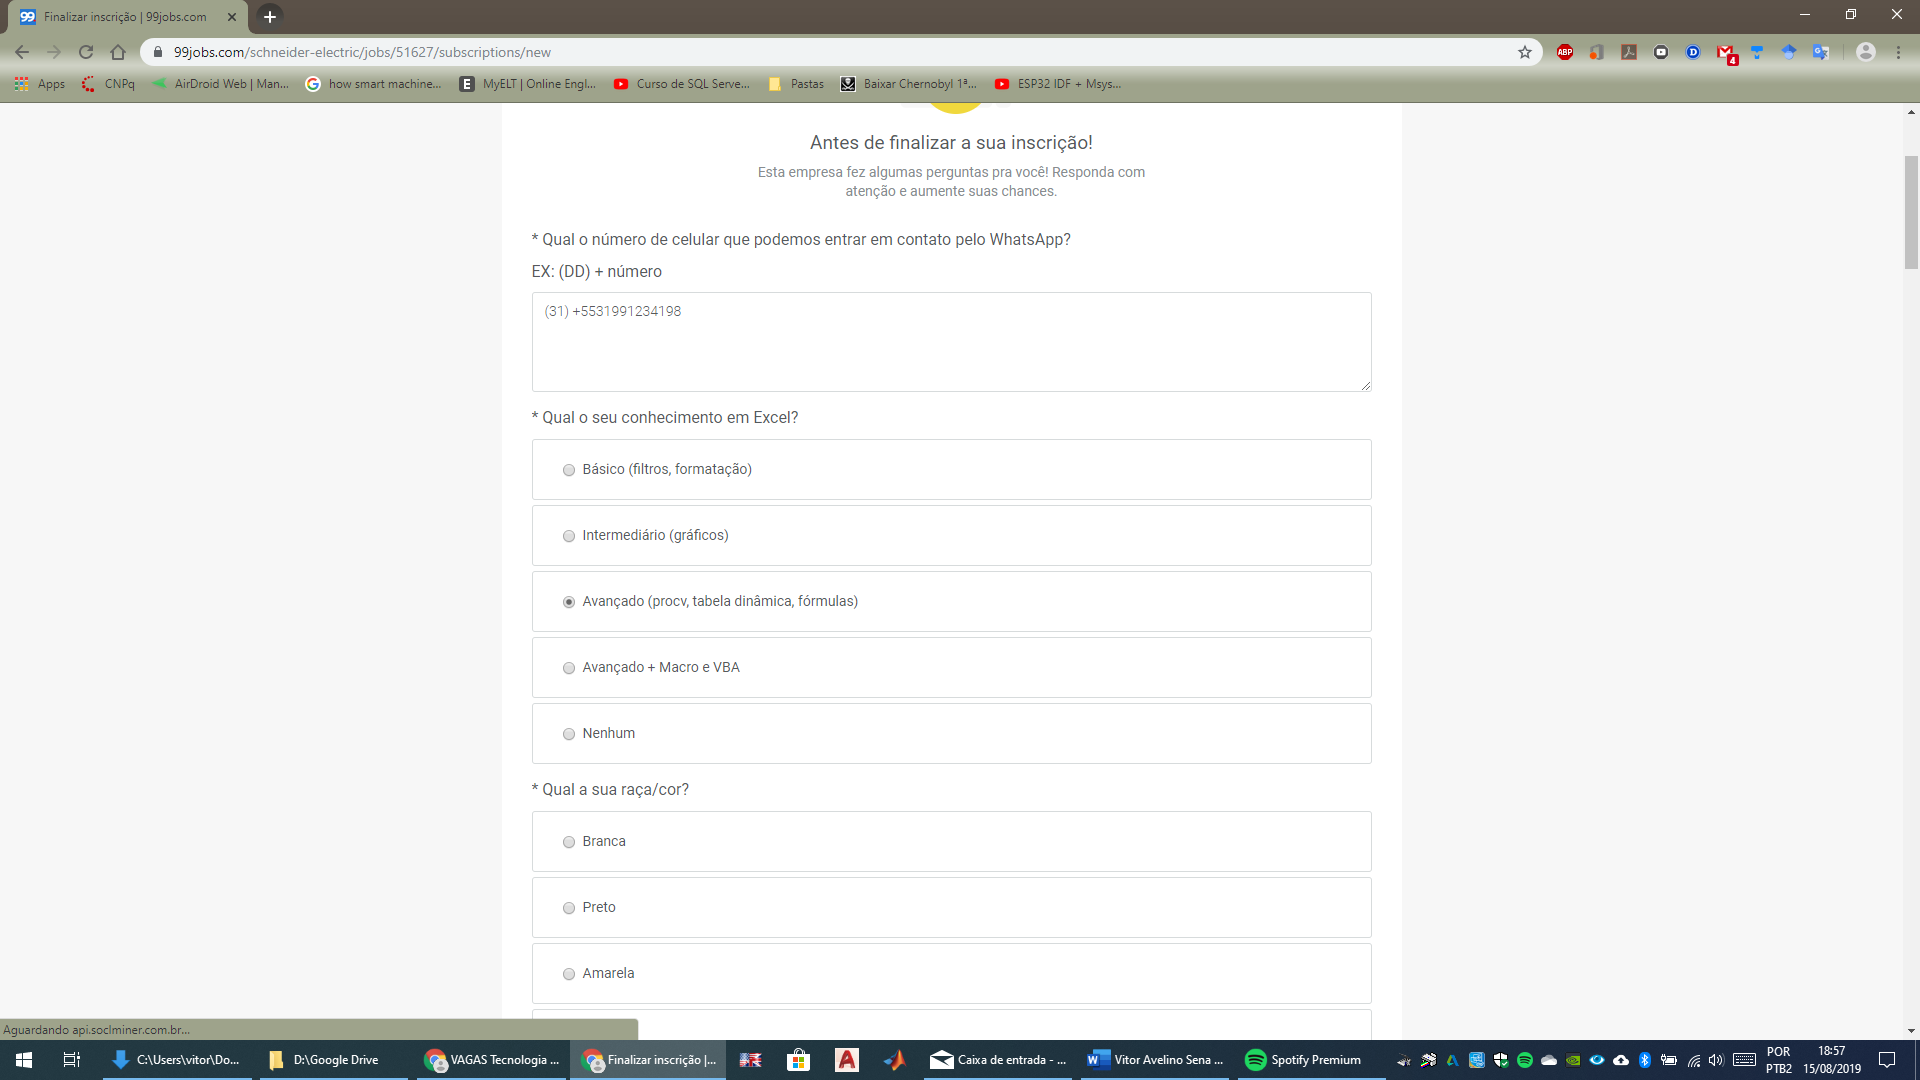 Finalizar inscrição | 99jobs.com
99jobs.com/schneider-electric/jobs/51627/subscriptions/new
ABP
4
Apps
CNPq
AirDroid Web | Man...
how smart machine...
MyELT | Online Engl...
Curso de SQL Serve...
Pastas
Baixar Chernobyl 1ª...
ESP32 IDF + Msys...
Antes de finalizar a sua inscrição!
Esta empresa fez algumas perguntas pra você! Responda com
atenção e aumente suas chances.
* Qual o número de celular que podemos entrar em contato pelo WhatsApp?
EX: (DD) + número
(31) +5531991234198
* Qual o seu conhecimento em Excel?
Básico (filtros, formatação)
Intermediário (gráficos)
Avançado (procv, tabela dinâmica, fórmulas)
Avançado + Macro e VBA
Nenhum
* Qual a sua raça/cor?
Branca
Preto
Amarela
Aguardando api.soclminer.com.br...
C:\Users\vitor\Do...
D:\Google Drive
VAGAS Tecnologia ...
Finalizar inscrição |...
Caixa de entrada - ...
Vitor Avelino Sena ...
Spotify Premium
POR
PTB2
18:57
15/08/2019